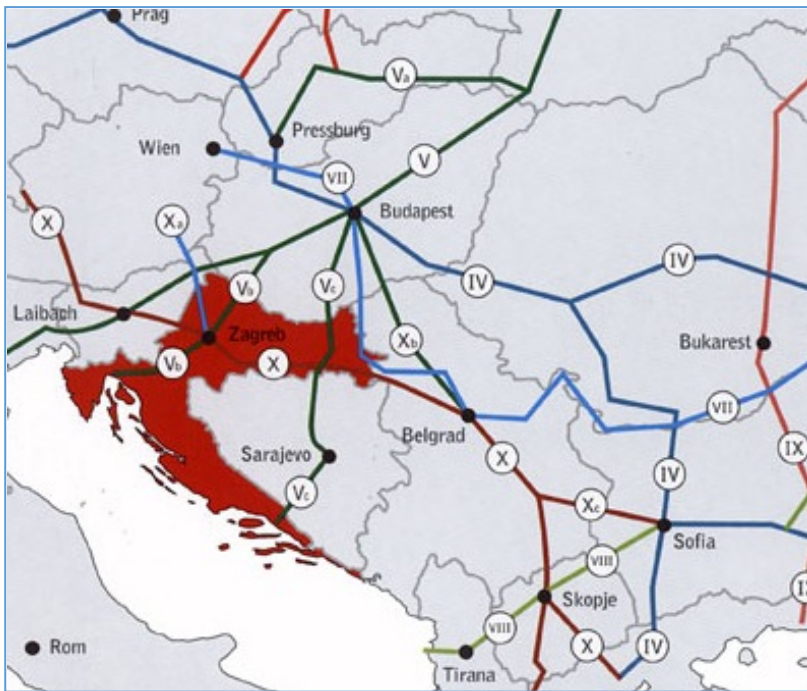 Prag
Va
Pressburg
Wien
V
VII
X
Xa
Budapest
IV
IV
Vb
Vc
Laibach
Zagreb
Xb
Bukarest
Vb
X
VII
Belgrad
IX
Sarajevo
X
IV
Vc
Xc
Sofia
VIII
IX
Skopje
VIII
Rom
Tirana
X
IV